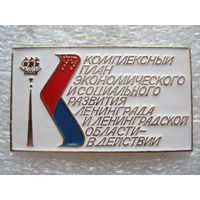 КОМПЛЕКСНЫЙ
ПЛАН
ЭКОНОМИЧЕСКОГО
И СОЦИАЛЬНОГО
РАЗВИТИЯ
ЛЕНИНГРАДА
И ЛЕНИНГРАДСКОЙ
ОБЛАСТИ–
В ДЕЙСТВИИ